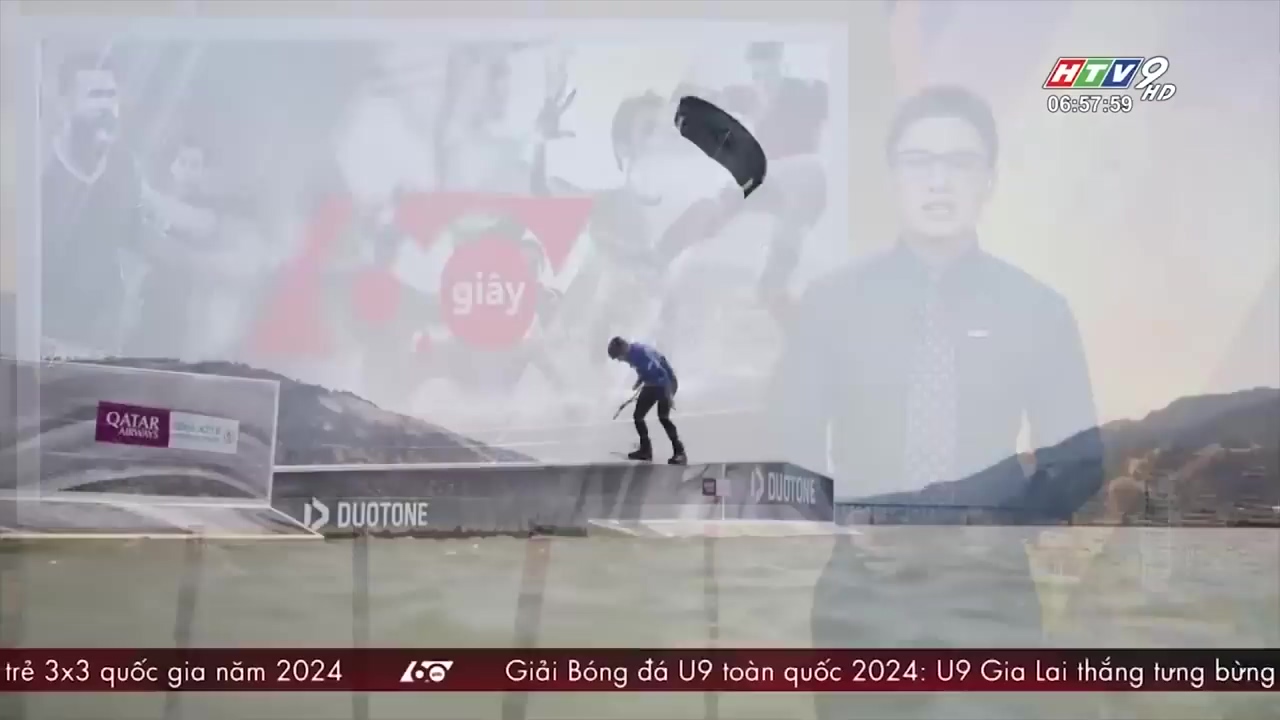 HTV9 HD
06:57:59
giây
QATAR
AIRWAYS
DUOTONE
DUOTONE
trẻ 3x3 quốc gia năm 2024
60
Giải Bóng đá U9 toàn quốc 2024: U9 Gia Lai thắng tưng bừng